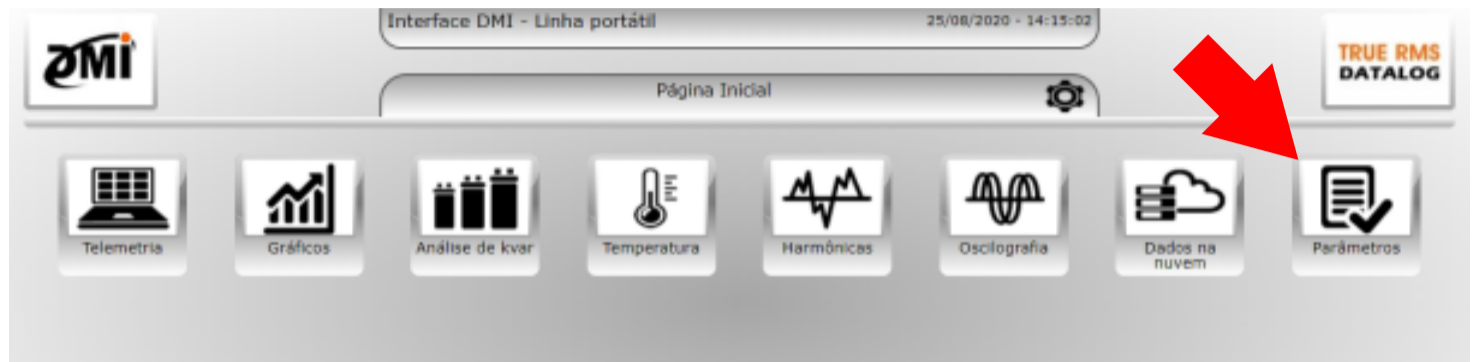 Interface DMI - Linha portátil
25/08/2020 - 14:15:02
DMI
TRUE RMS
DATALOG
Página Inicial
Telemetria
Gráficos
Análise de kvar
Temperatura
Harmônicas
Oscilografia
Dados na
nuvem
Parâmetros